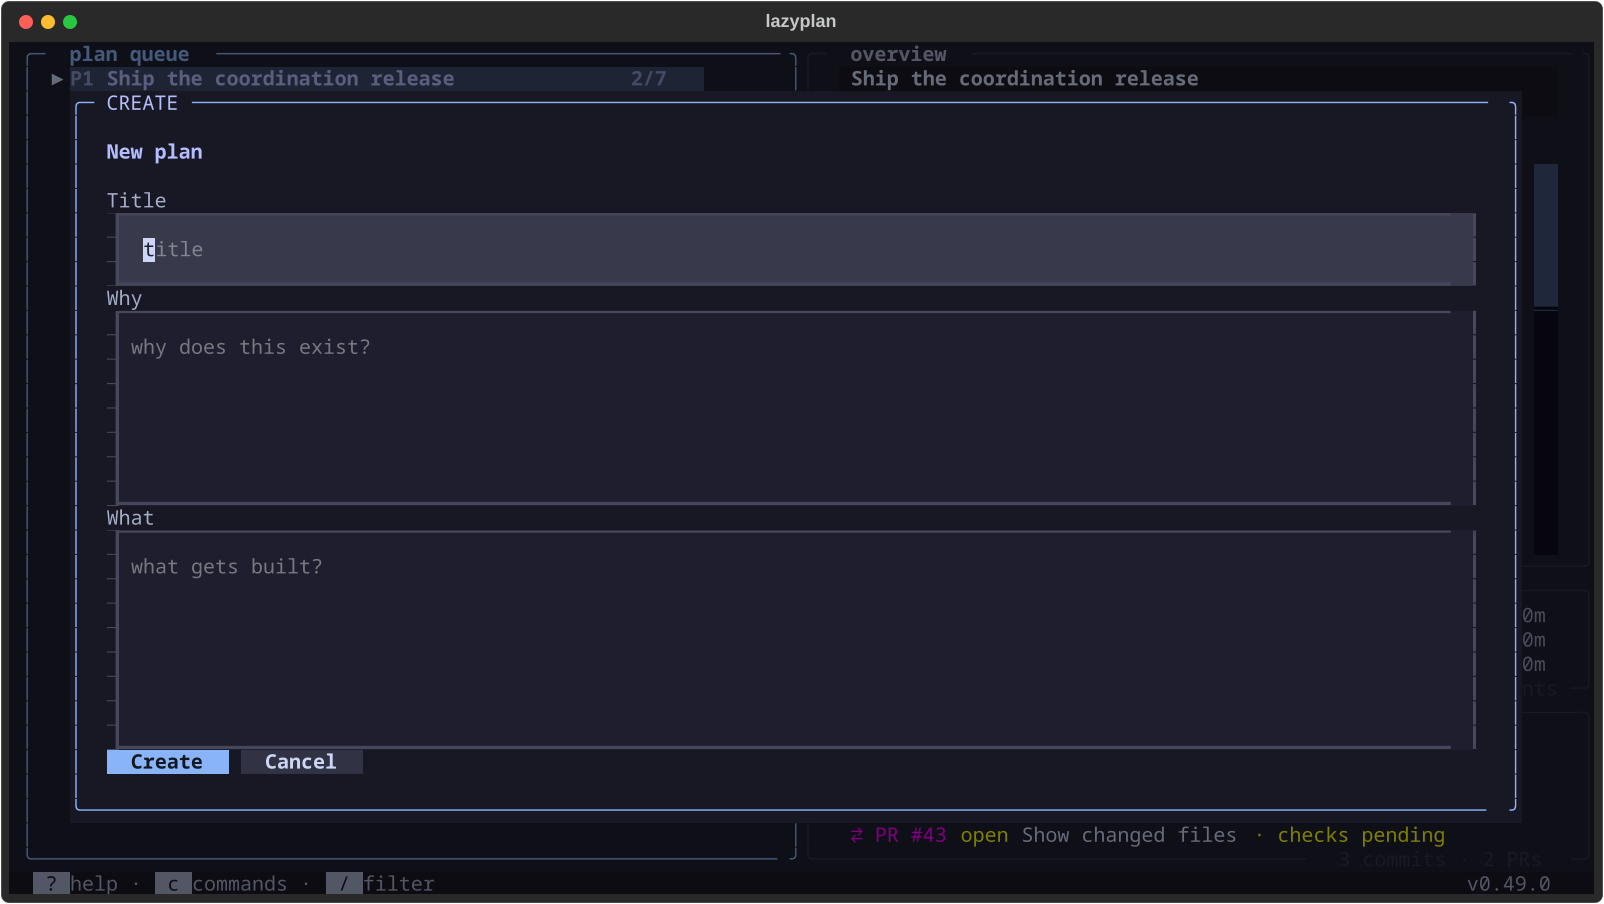 lazyplan
plan queue
overview
▶ P1 Ship the coordination release 2/7
Ship the coordination release
CREATE
New plan
Title
title
Why
why does this exist?
What
what gets built?
0m
0m
0m
nts
Create Cancel
⇄ PR #43 open Show changed files · checks pending
3 commits · 2 PRs
? help · c commands · / filter
v0.49.0